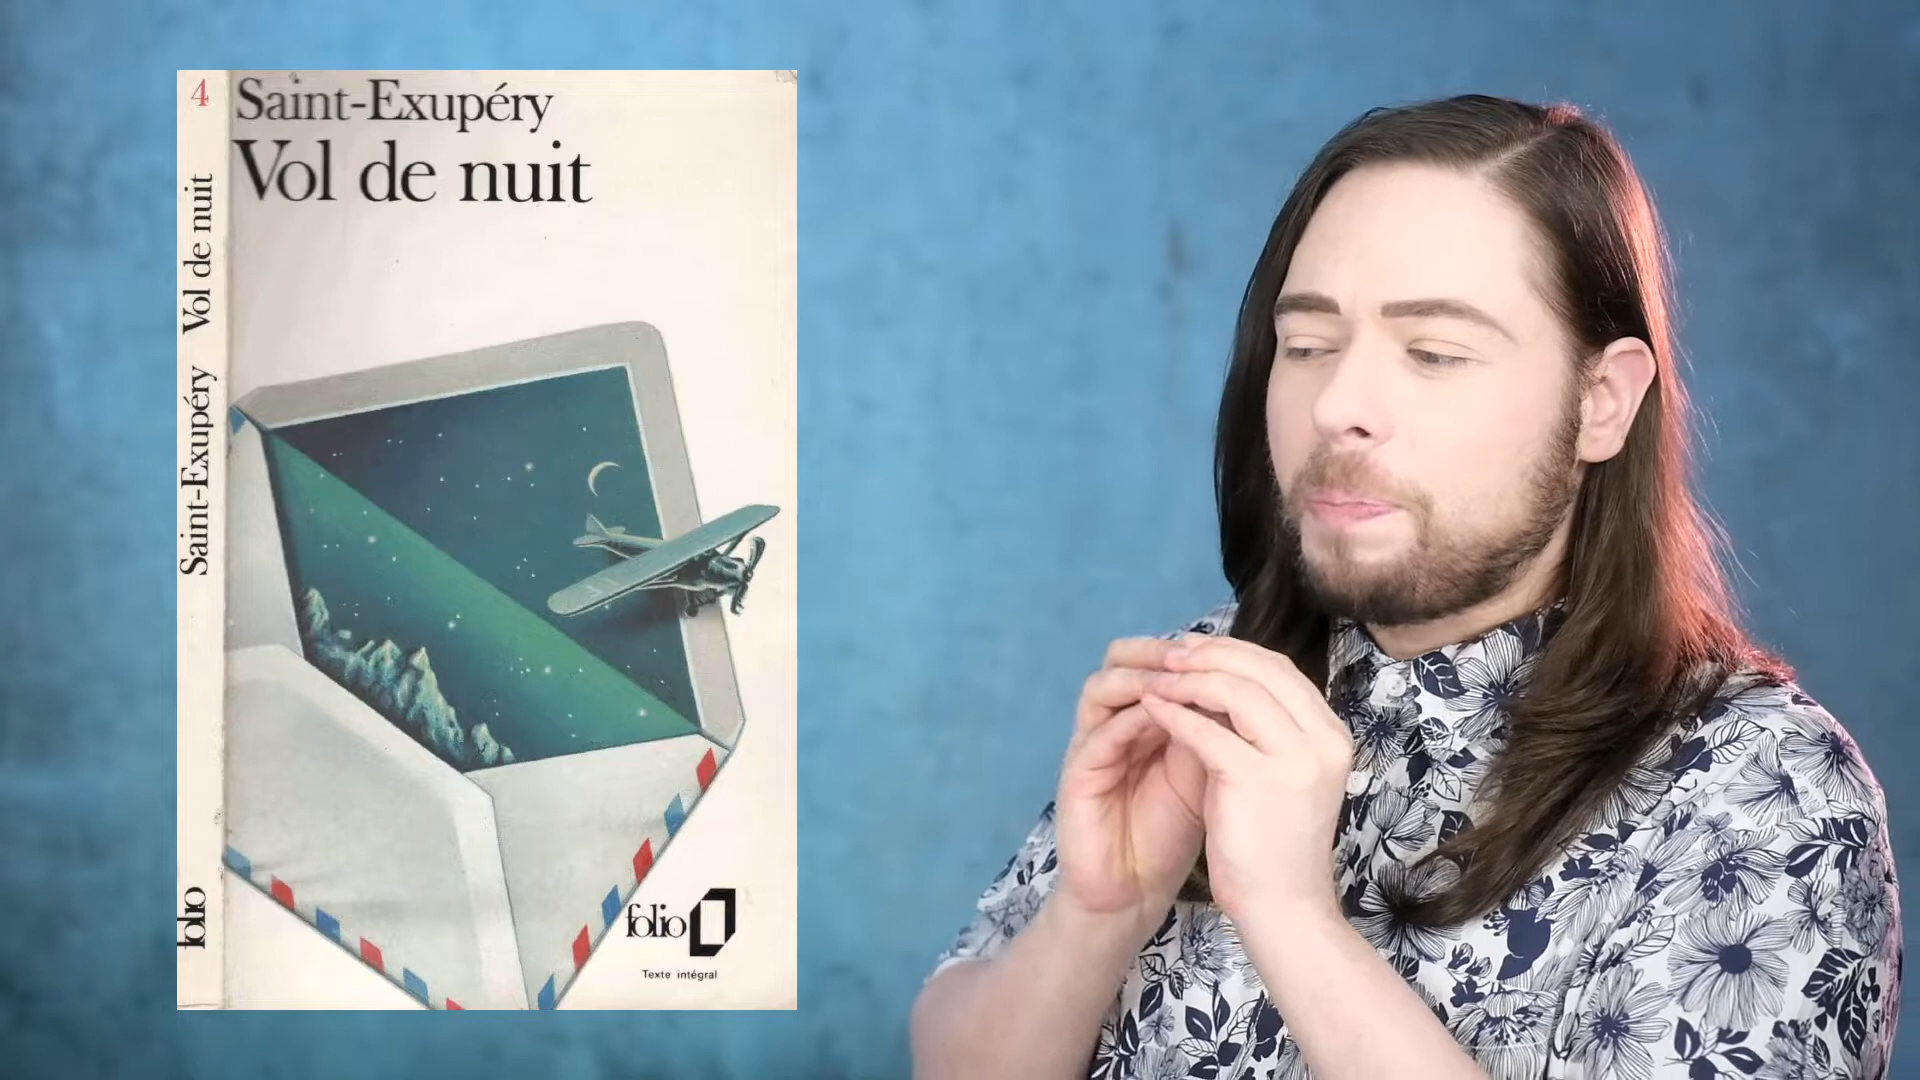 4
Saint-Exupéry
Vol de nuit
Saint-Exupéry Vol de nuit
folio
folio
Texte intégral